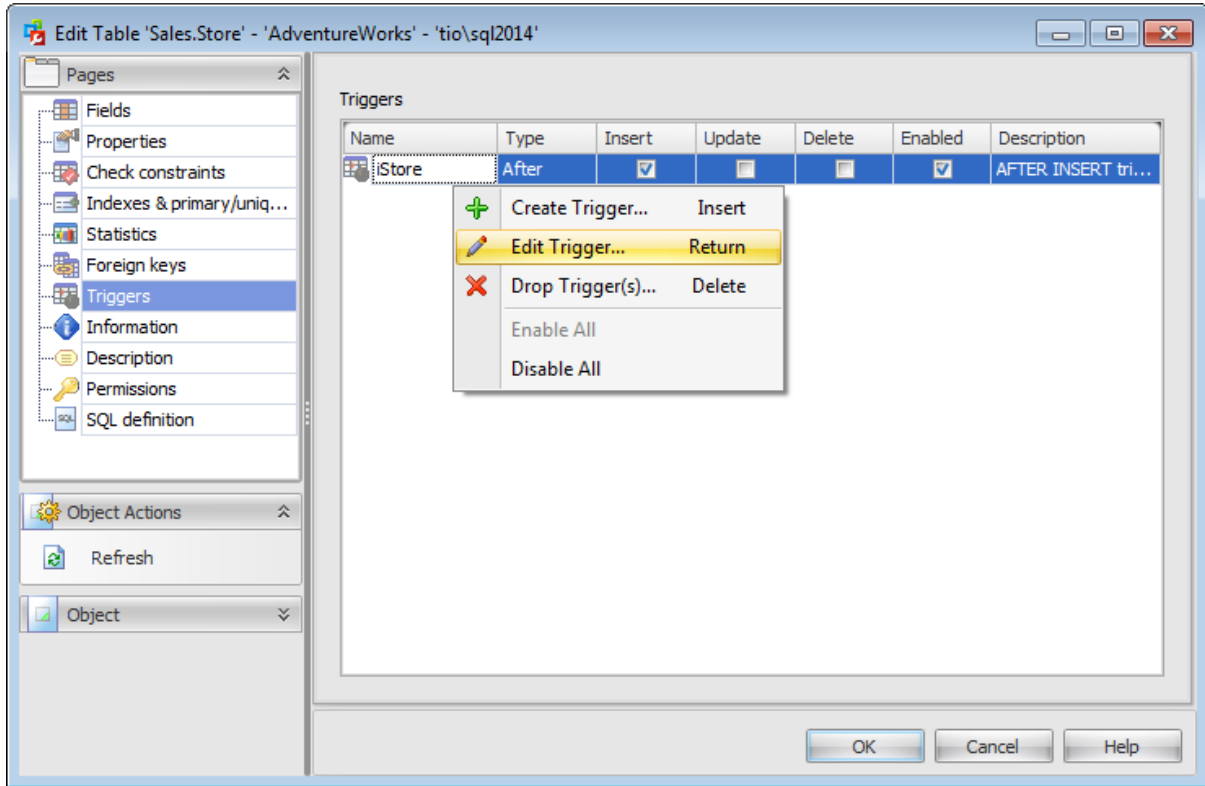 Edit Table 'Sales.Store' - 'AdventureWorks' - 'tio\sql2014'
Pages
Fields
Properties
Check constraints
Indexes & primary/uniq...
Statistics
Foreign keys
Triggers
Information
Description
Permissions
SQL SQL definition
Object Actions
Refresh
Object
Triggers
Name Type Insert Update Delete Enabled Description
iStore After AFTER INSERT tri...
Create Trigger... Insert
Edit Trigger... Return
Drop Trigger(s)... Delete
Enable All
Disable All
OK Cancel Help